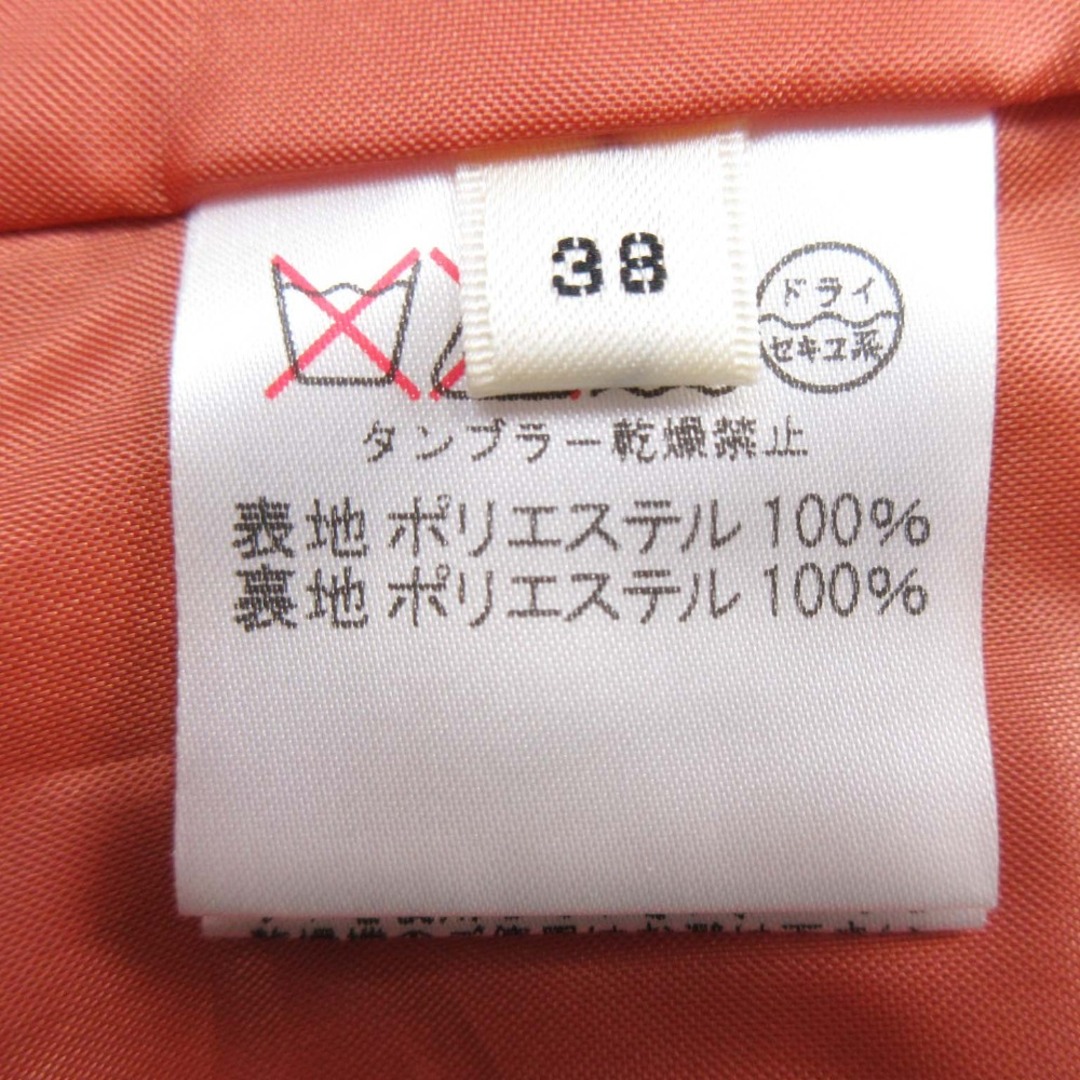 38
ドライ
セキユ系
タンブラー乾燥禁止
表地 ポリエステル 100%
裏地 ポリエステル 100%